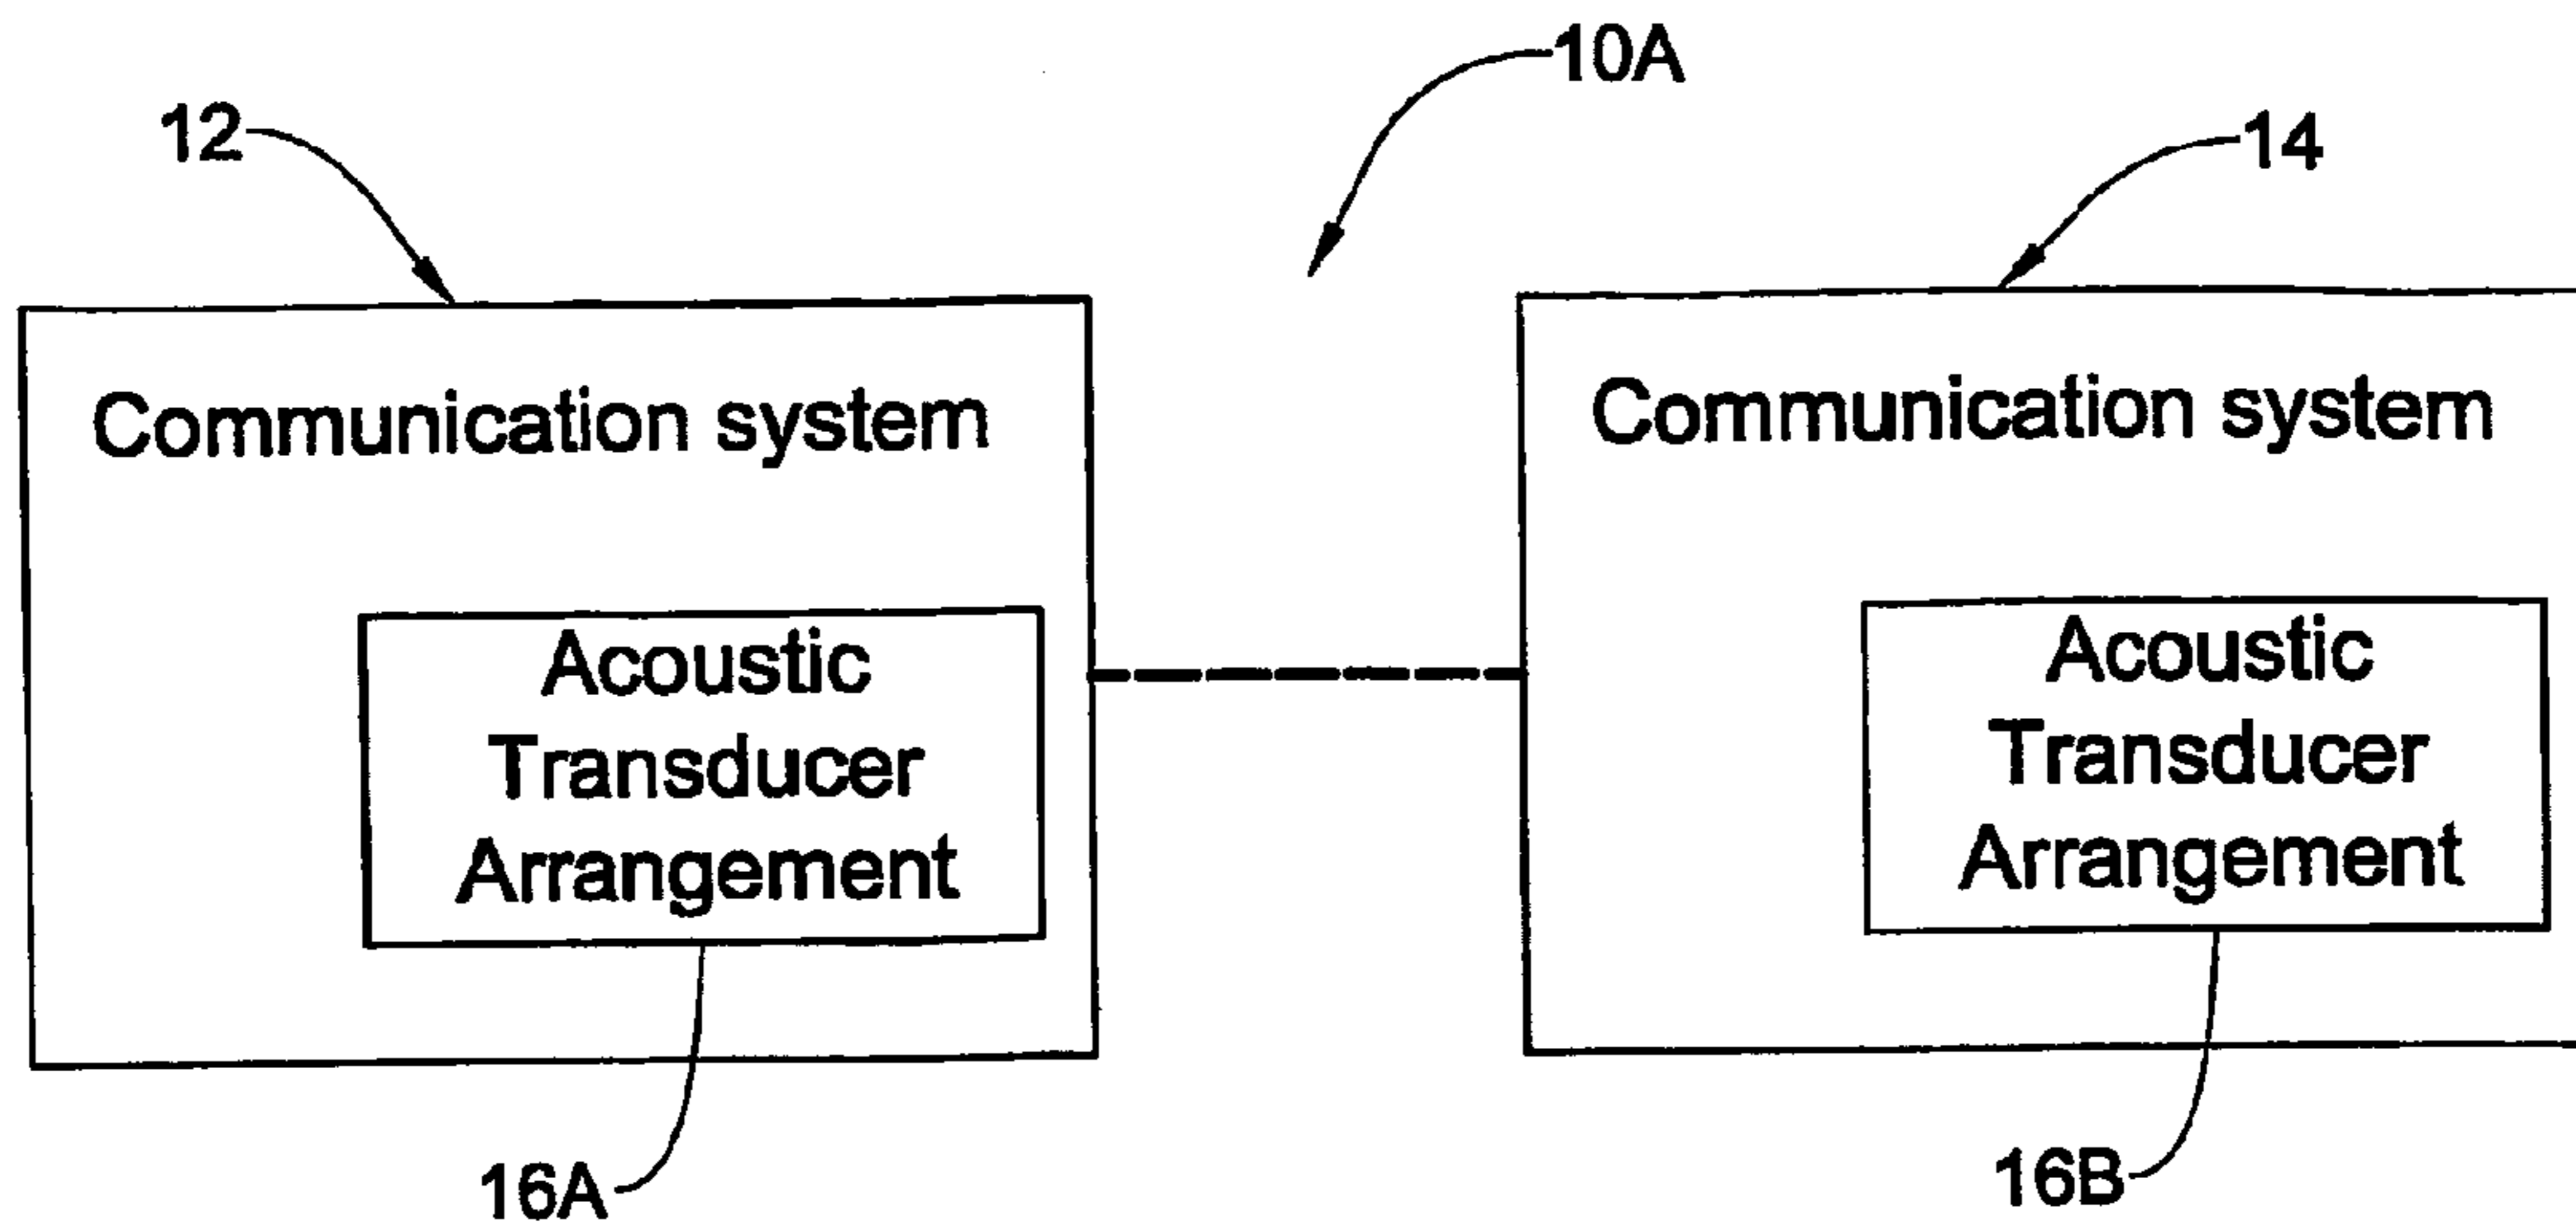 10A
12
14
Communication system
Communication system
Acoustic
Transducer
Arrangement
Acoustic
Transducer
Arrangement
16A
16B